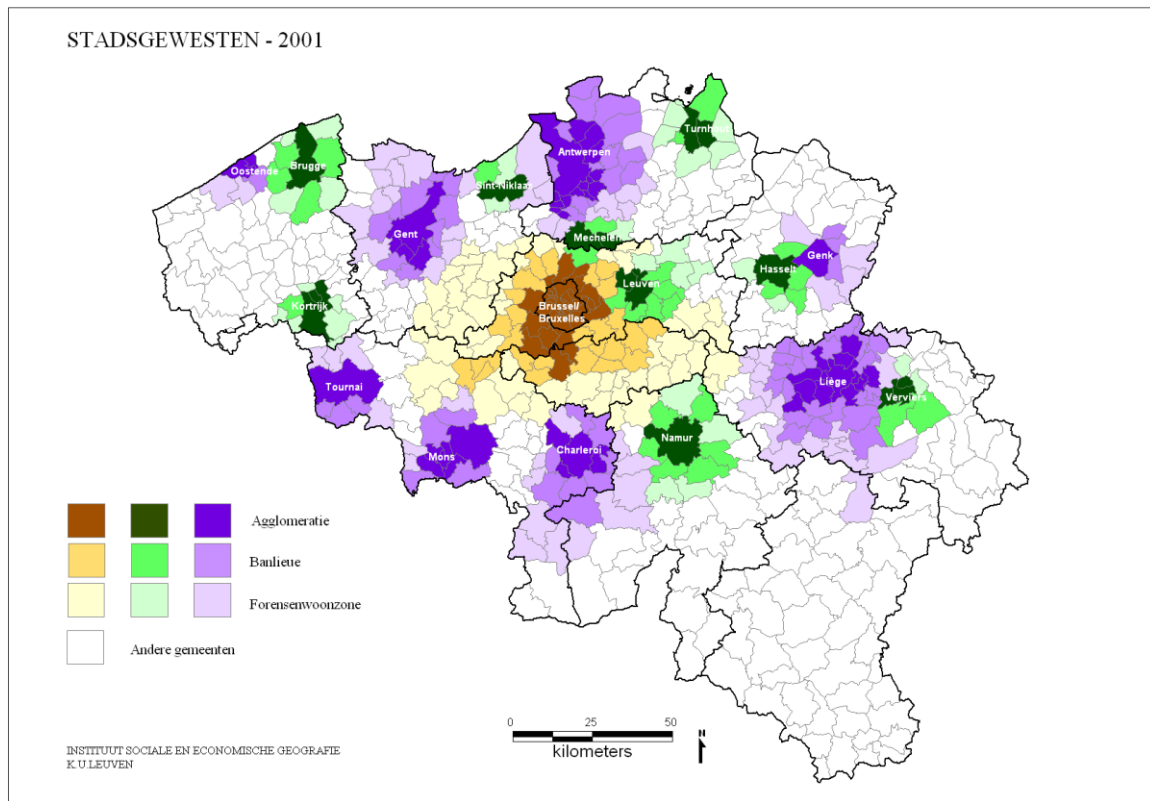 STADSGEWESTEN - 2001
Turnhout
Antwerpen
Oostende
Brugge
Sint-Niklaas
Gent
Mechelen
Genk
Hasselt
Leuven
Kortrijk
Brussel/
Bruxelles
Tournai
Liège
Verviers
Namur
Mons
Charleroi
Agglomeratie
Banlieue
Forensenwoonzone
Andere gemeenten
0 25 50
kilometers
INSTITUUT SOCIALE EN ECONOMISCHE GEOGRAFIE
K.U.LEUVEN